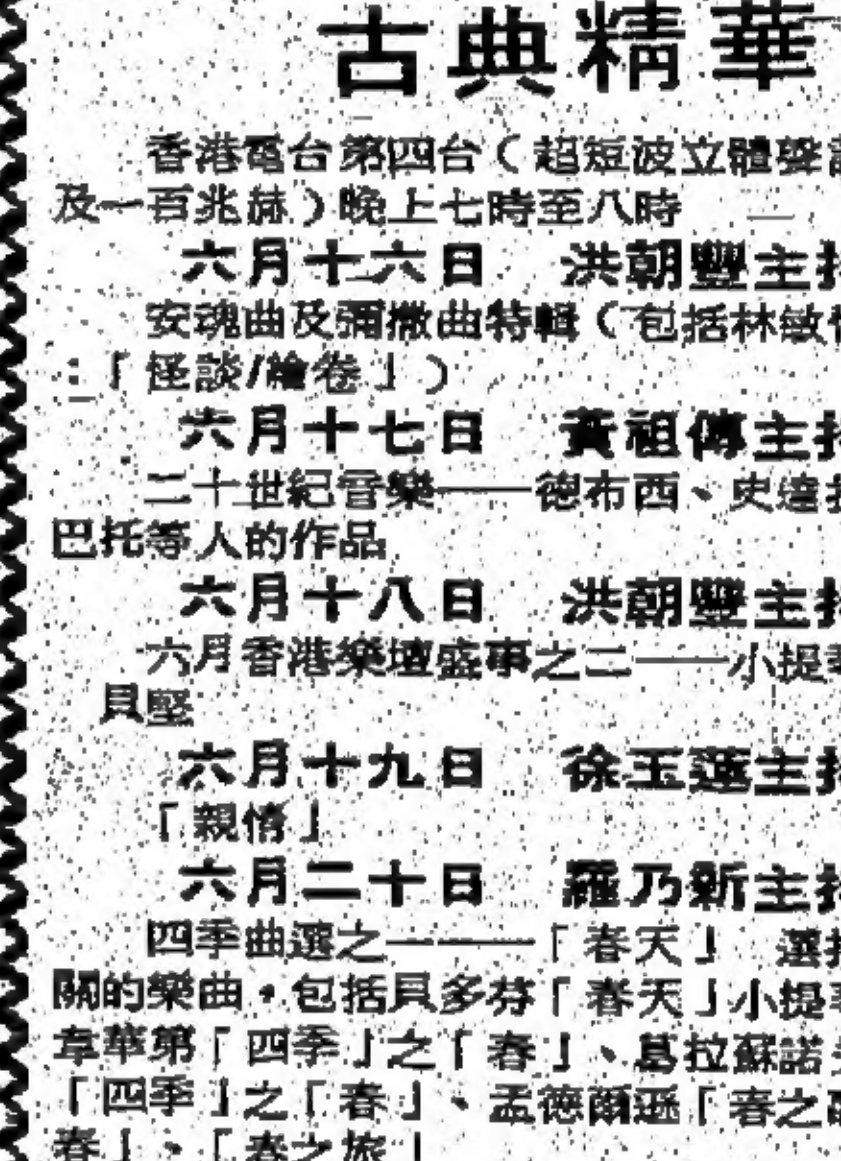 古典精華
香港電台第四台（超短波立體聲
及一百兆赫）晚上七時至八時
六月十六日　洪朝豐主持
安魂曲及彌撒曲特輯（包括林敏
：「怪談/繪卷」）
六月十七日　黃祖傳主持
二十世紀音樂——德布西、史達
巴托等人的作品
六月十八日　洪朝豐主持
六月香港樂壇盛事之二——小提
貝堅
六月十九日　徐玉蓮主持
「親情」
六月二十日　羅乃新主持
四季曲選之一——「春天」　選
關的樂曲，包括貝多芬「春天」小提
韋華第「四季」之「春」、葛拉蘇諾
「四季」之「春」、孟德爾遜「春之
春」、「春之旅」